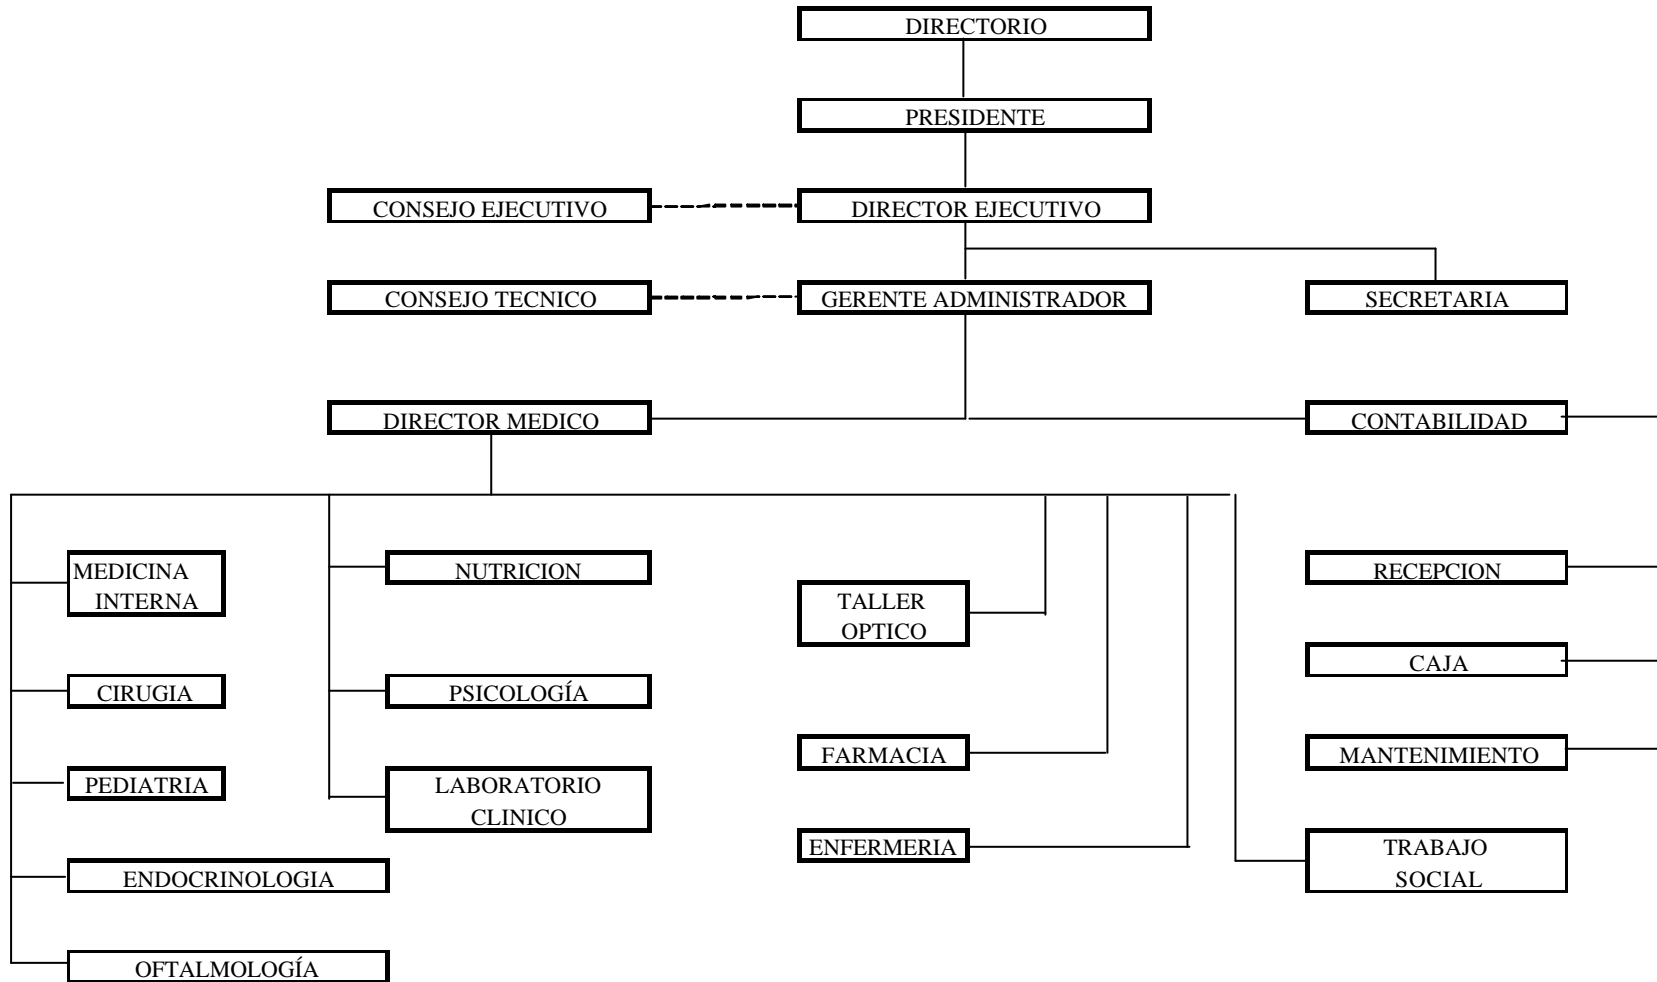 DIRECTORIO
PRESIDENTE
CONSEJO EJECUTIVO
DIRECTOR EJECUTIVO
CONSEJO TECNICO
GERENTE ADMINISTRADOR
SECRETARIA
DIRECTOR MEDICO
CONTABILIDAD
MEDICINA
INTERNA
NUTRICION
TALLER
OPTICO
RECEPCION
CIRUGIA
PSICOLOGÍA
CAJA
PEDIATRIA
LABORATORIO
CLINICO
FARMACIA
MANTENIMIENTO
ENDOCRINOLOGIA
ENFERMERIA
TRABAJO
SOCIAL
OFTALMOLOGÍA